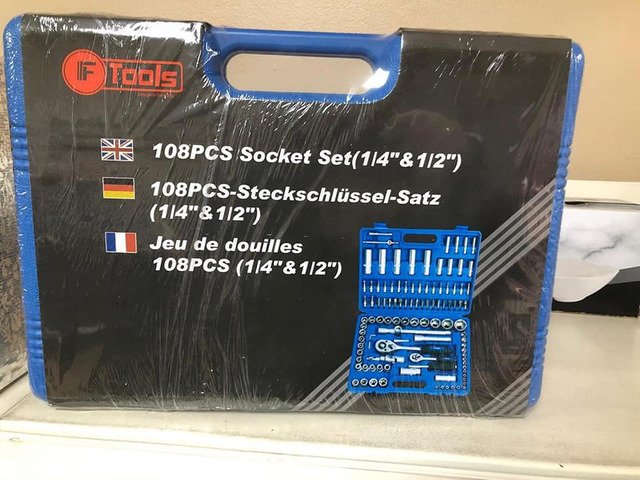 F Tools
108PCS Socket Set(1/4"&1/2")
108PCS-Steckschlüssel-Satz
(1/4"&1/2")
Jeu de douilles
108PCS (1/4"&1/2")